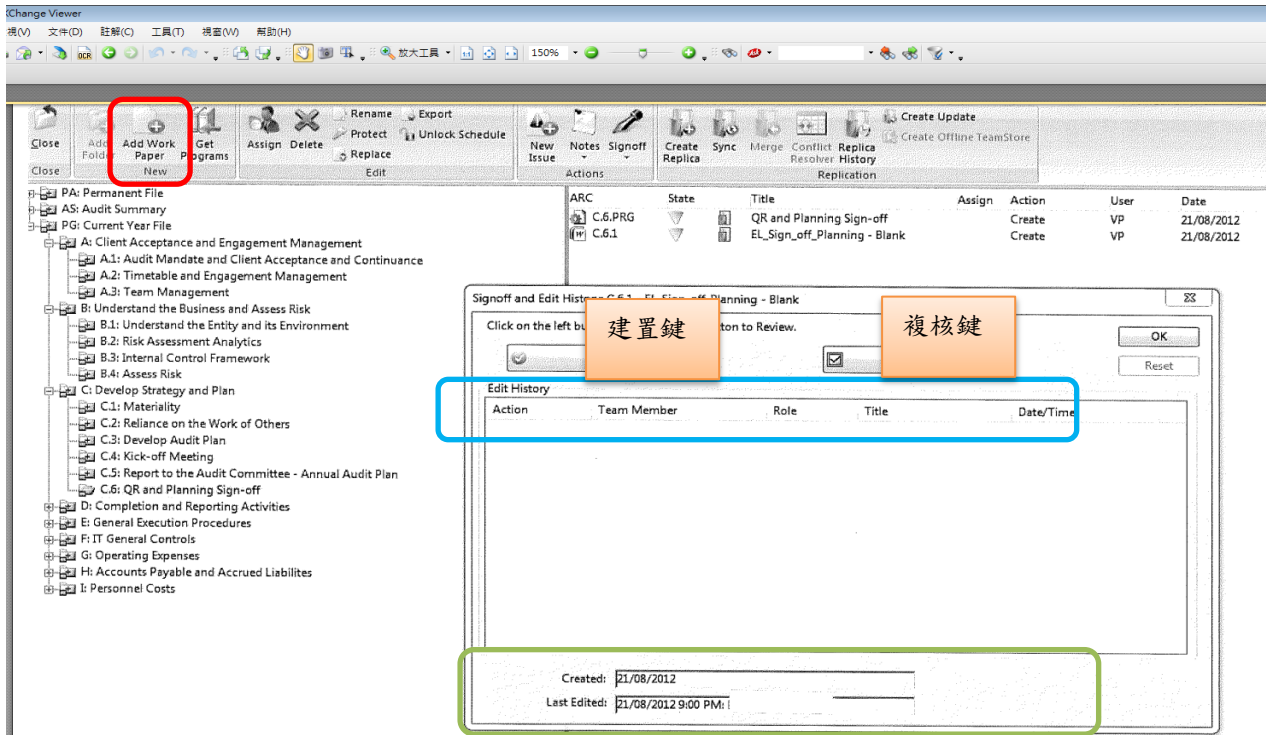 XChange Viewer
視(V) 文件(D) 註解(C) 工具(T) 視窗(W) 幫助(H)
OCR 放大工具 1:1 150%
Close Add Folder Add Work Paper Get Programs Assign Delete Rename Export Protect Unlock Schedule Replace New Issue Notes Signoff Create Replica Sync Merge Conflict Resolver Replica History Create Update Create Offline TeamStore
Close New Edit Actions Replication
PA: Permanent File
AS: Audit Summary
PG: Current Year File
A: Client Acceptance and Engagement Management
A.1: Audit Mandate and Client Acceptance and Continuance
A.2: Timetable and Engagement Management
A.3: Team Management
B: Understand the Business and Assess Risk
B.1: Understand the Entity and its Environment
B.2: Risk Assessment Analytics
B.3: Internal Control Framework
B.4: Assess Risk
C: Develop Strategy and Plan
C.1: Materiality
C.2: Reliance on the Work of Others
C.3: Develop Audit Plan
C.4: Kick-off Meeting
C.5: Report to the Audit Committee - Annual Audit Plan
C.6: QR and Planning Sign-off
D: Completion and Reporting Activities
E: General Execution Procedures
F: IT General Controls
G: Operating Expenses
H: Accounts Payable and Accrued Liabilites
I: Personnel Costs
ARC State Title Assign Action User Date
C.6.PRG QR and Planning Sign-off Create VP 21/08/2012
C.6.1 EL_Sign_off_Planning - Blank Create VP 21/08/2012
Signoff and Edit History C.6.1 - EL_Sign_off_Planning - Blank
Click on the left bu ton to Review.
建置鍵
複核鍵
OK
Reset
Edit History
Action Team Member Role Title Date/Time
Created: 21/08/2012
Last Edited: 21/08/2012 9:00 PM: